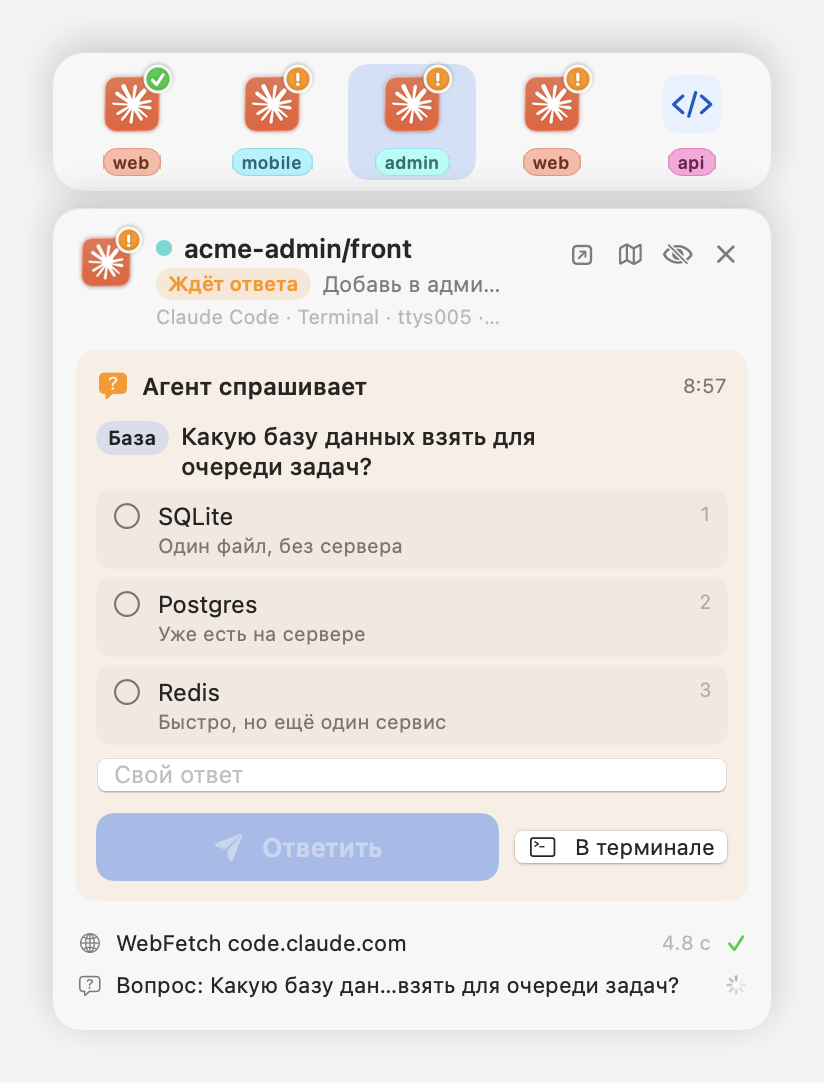 web
mobile
admin
web
api
acme-admin/front
Ждёт ответа Добавь в адми...
Claude Code · Terminal · ttys005 ·...
Агент спрашивает 8:57
База Какую базу данных взять для
очереди задач?
SQLite 1
Один файл, без сервера
Postgres 2
Уже есть на сервере
Redis 3
Быстро, но ещё один сервис
Свой ответ
Ответить
В терминале
WebFetch code.claude.com 4.8 с
Вопрос: Какую базу дан...взять для очереди задач?